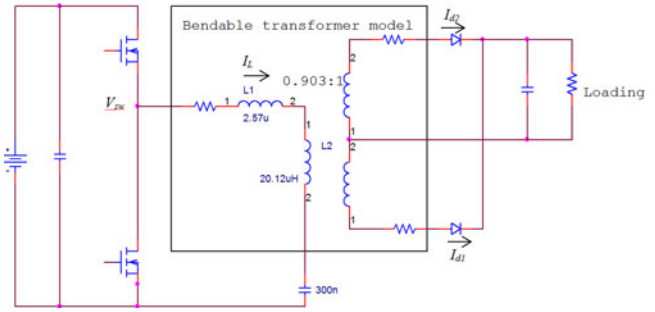 Bendable transformer model
I_L
I_d2
0.903:1
L1
1 2
2.57u
V_sw
2
1
1
L2
2
20.12uH
2
1
Loading
+
-
300n
I_d1